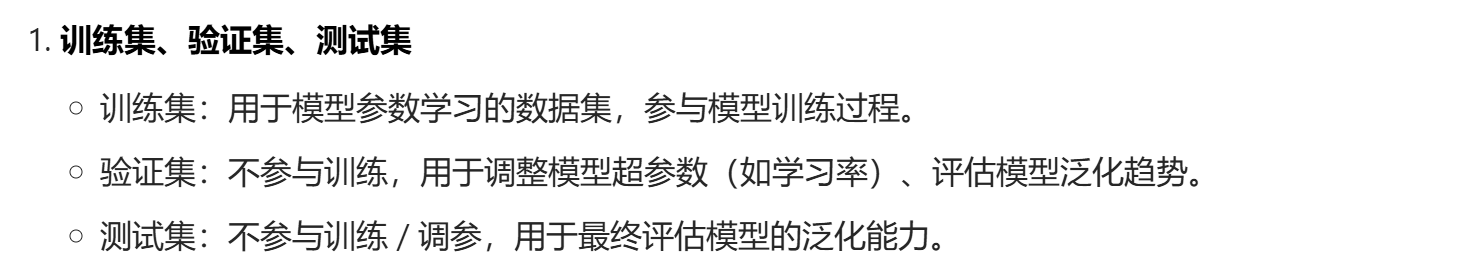 1. 训练集、验证集、测试集
○ 训练集：用于模型参数学习的数据集，参与模型训练过程。
○ 验证集：不参与训练，用于调整模型超参数（如学习率）、评估模型泛化趋势。
○ 测试集：不参与训练 / 调参，用于最终评估模型的泛化能力。